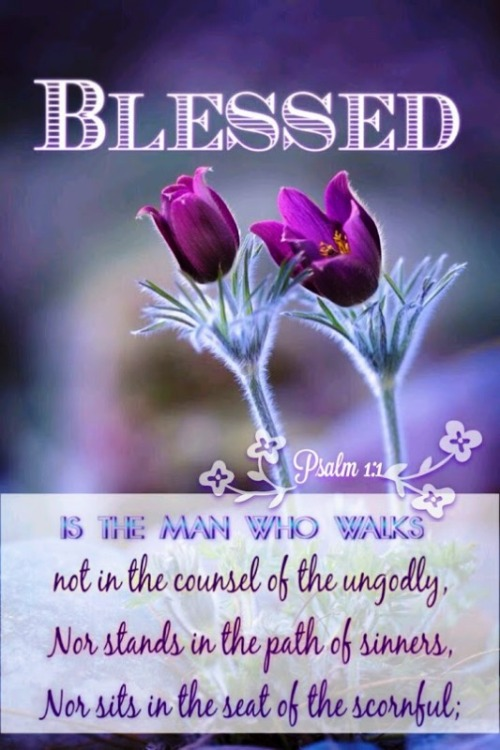 BLESSED
Psalm 1:1
IS THE MAN WHO WALKS
not in the counsel of the ungodly,
Nor stands in the path of sinners,
Nor sits in the seat of the scornful;